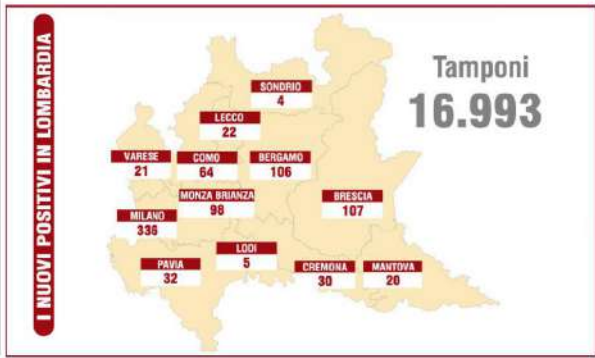 I NUOVI POSITIVI IN LOMBARDIA
Tamponi
16.993
SONDRIO
4
LECCO
22
VARESE
21
COMO
64
BERGAMO
106
MONZA BRIANZA
98
BRESCIA
107
MILANO
336
LODI
5
PAVIA
32
CREMONA
30
MANTOVA
20